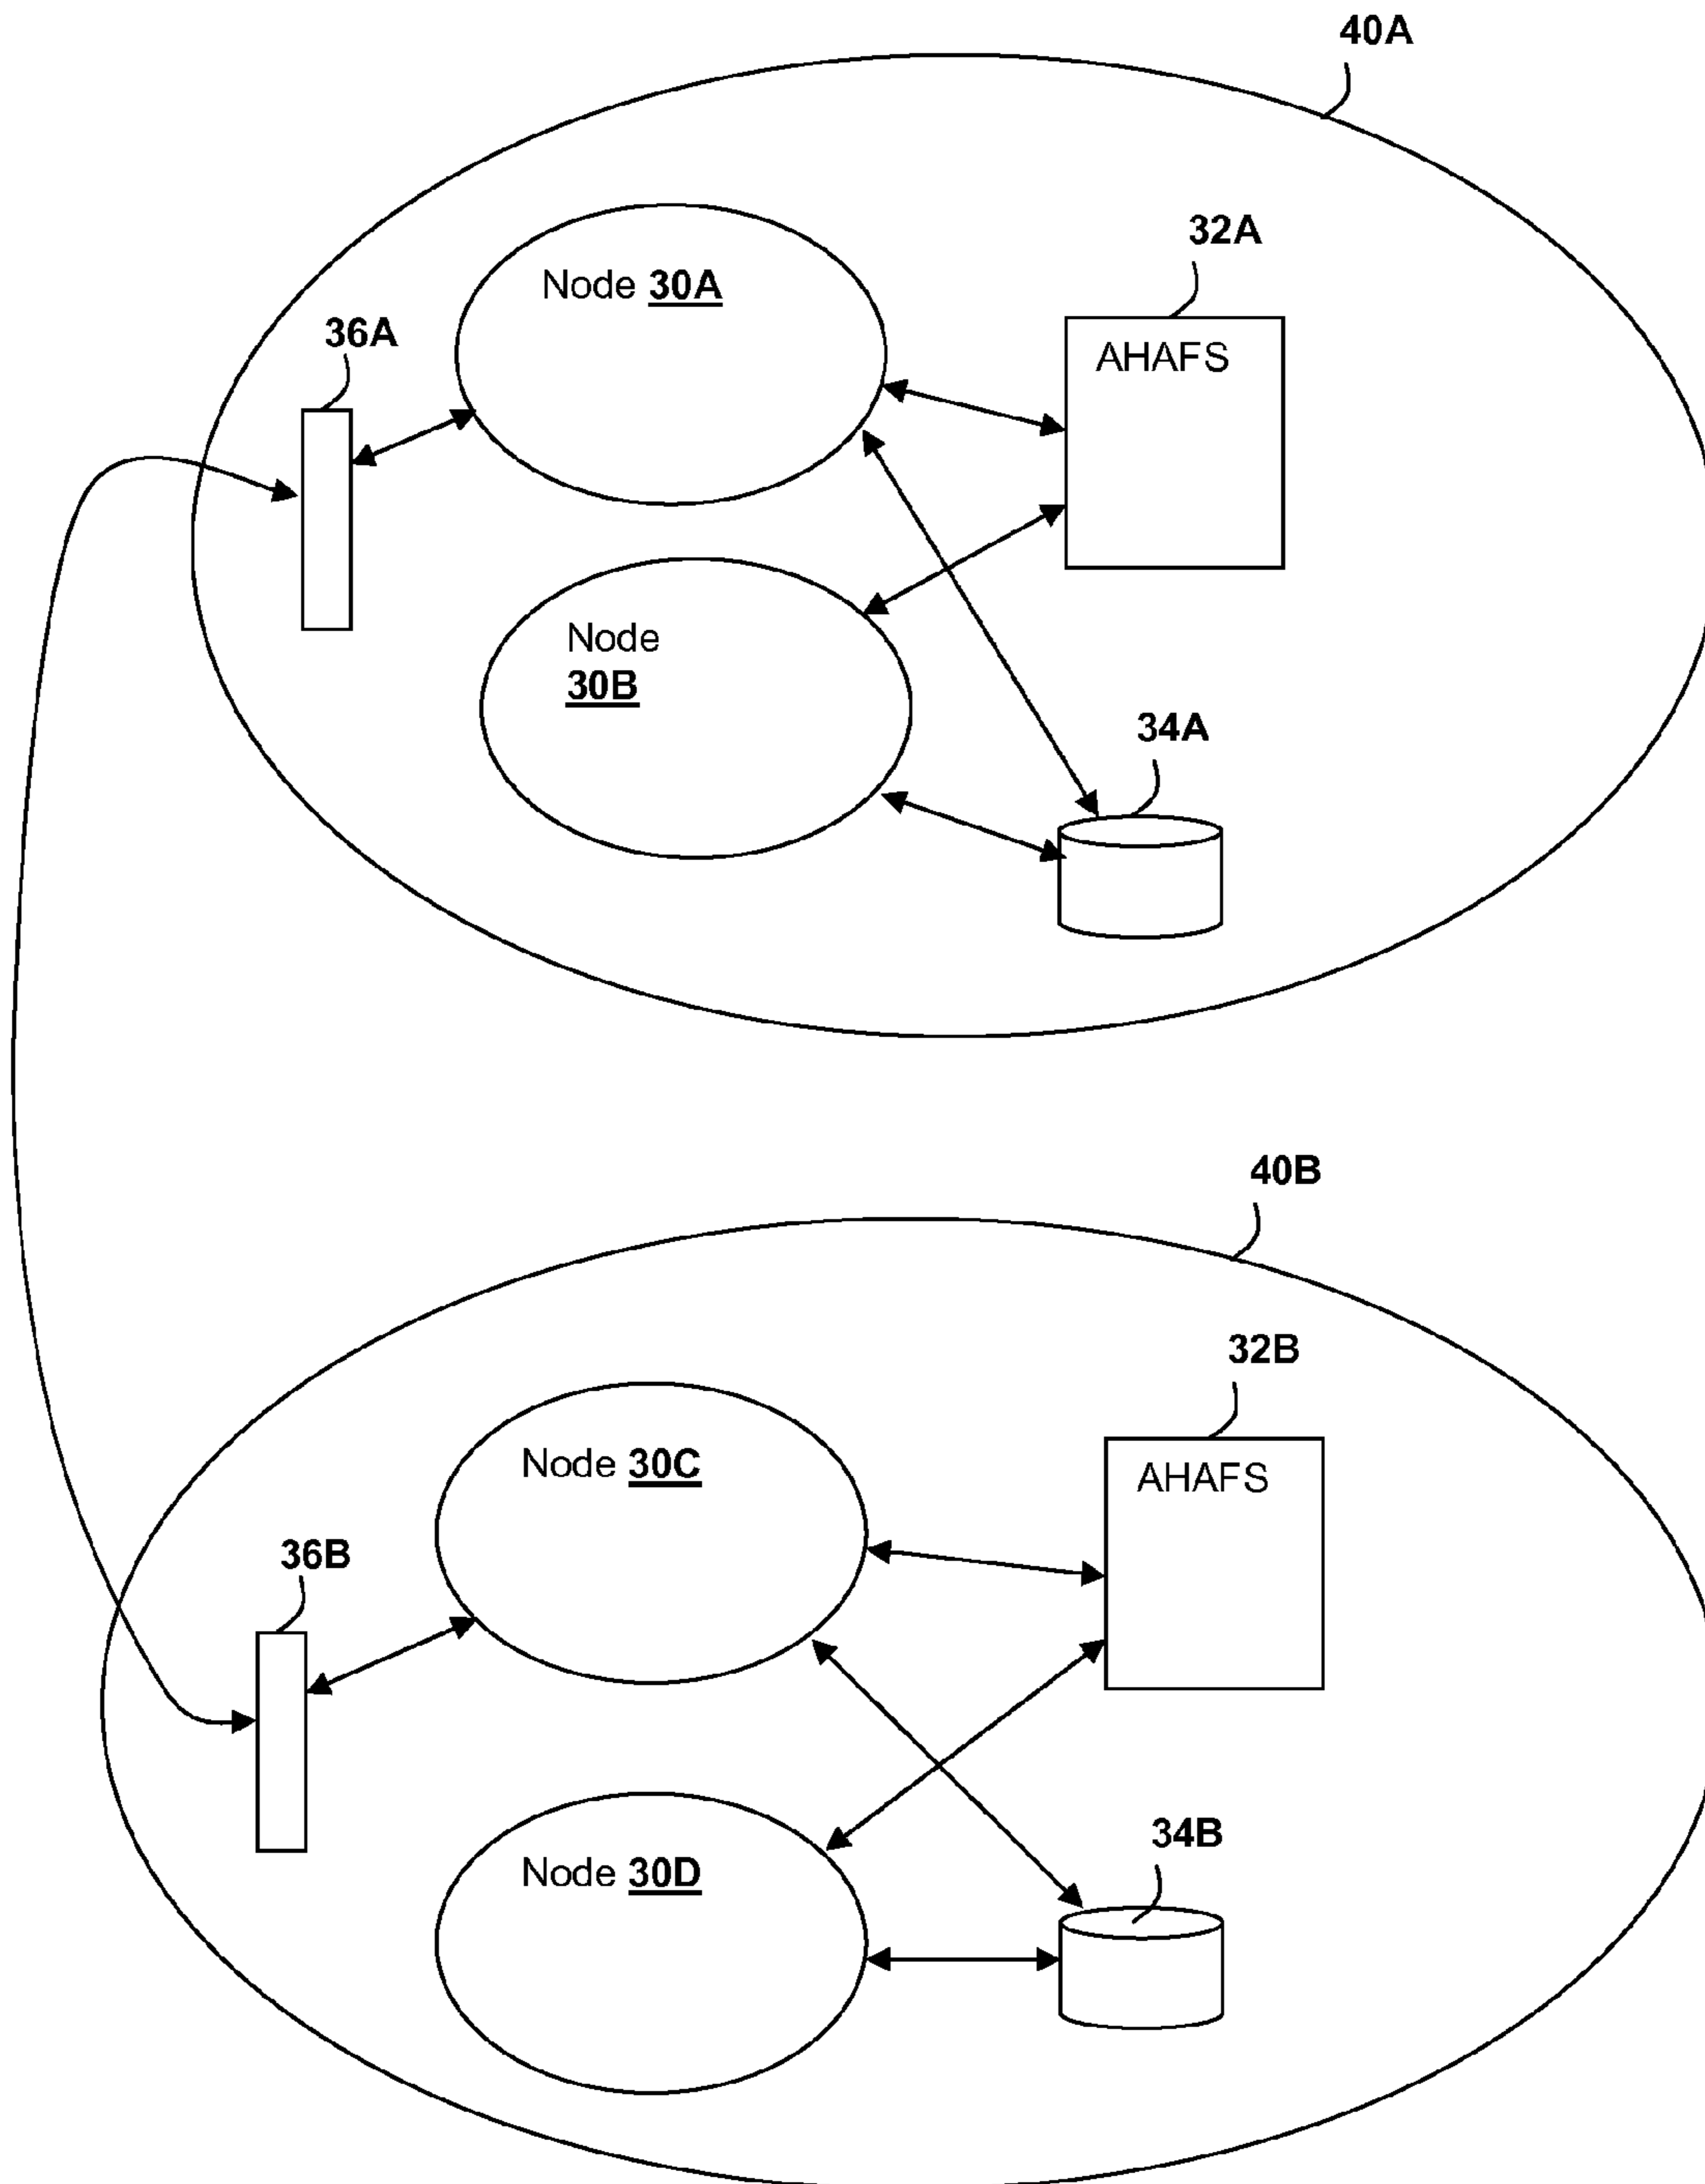 40A
32A
Node 30A
36A
AHAFS
Node
30B
34A
40B
32B
Node 30C
AHAFS
36B
34B
Node 30D